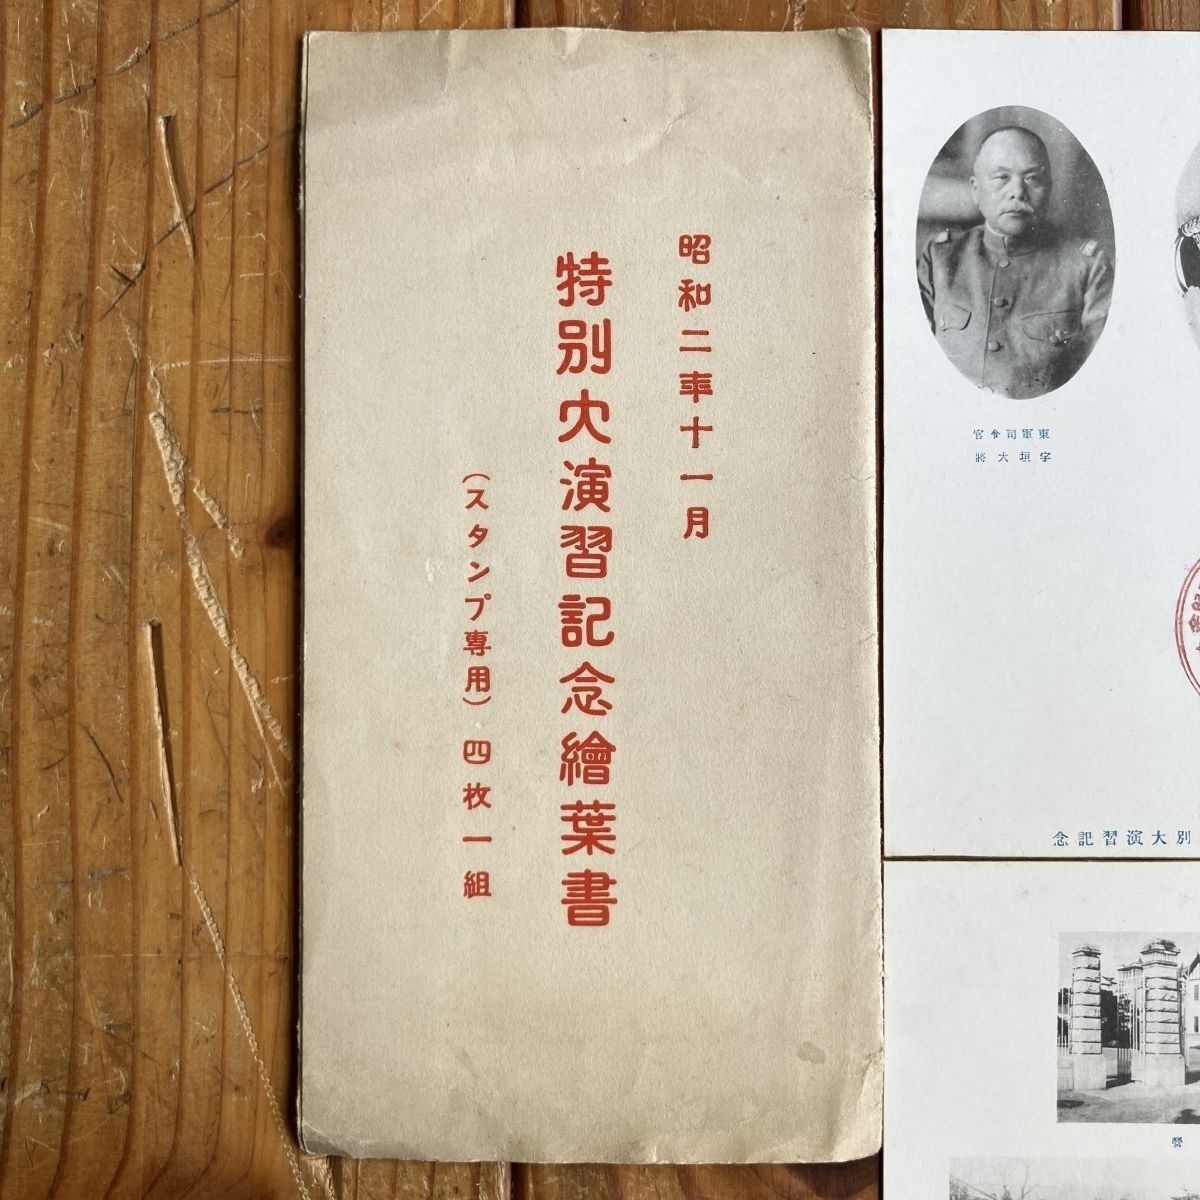 昭和二年十一月
特別大演習記念繪葉書
(スタンプ専用) 四枚一組
官令司軍東
將大垣宇
念記習演大別
營